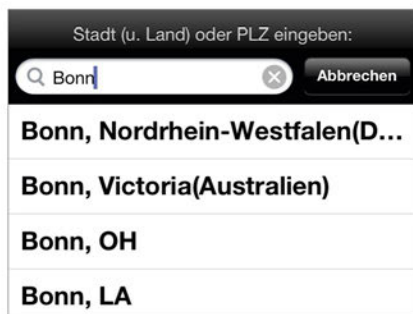 Stadt (u. Land) oder PLZ eingeben:
Bonn Abbrechen
Bonn, Nordrhein-Westfalen(D...
Bonn, Victoria(Australien)
Bonn, OH
Bonn, LA